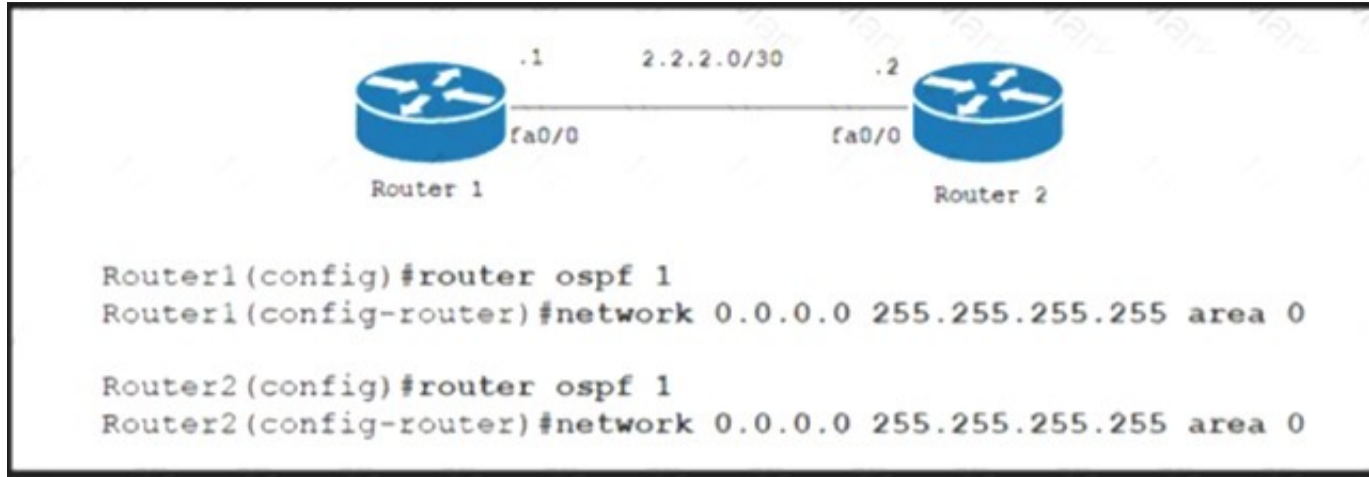 .1 2.2.2.0/30 .2
fa0/0 fa0/0
Router 1 Router 2
Router1(config)#router ospf 1
Router1(config-router)#network 0.0.0.0 255.255.255.255 area 0
Router2(config)#router ospf 1
Router2(config-router)#network 0.0.0.0 255.255.255.255 area 0